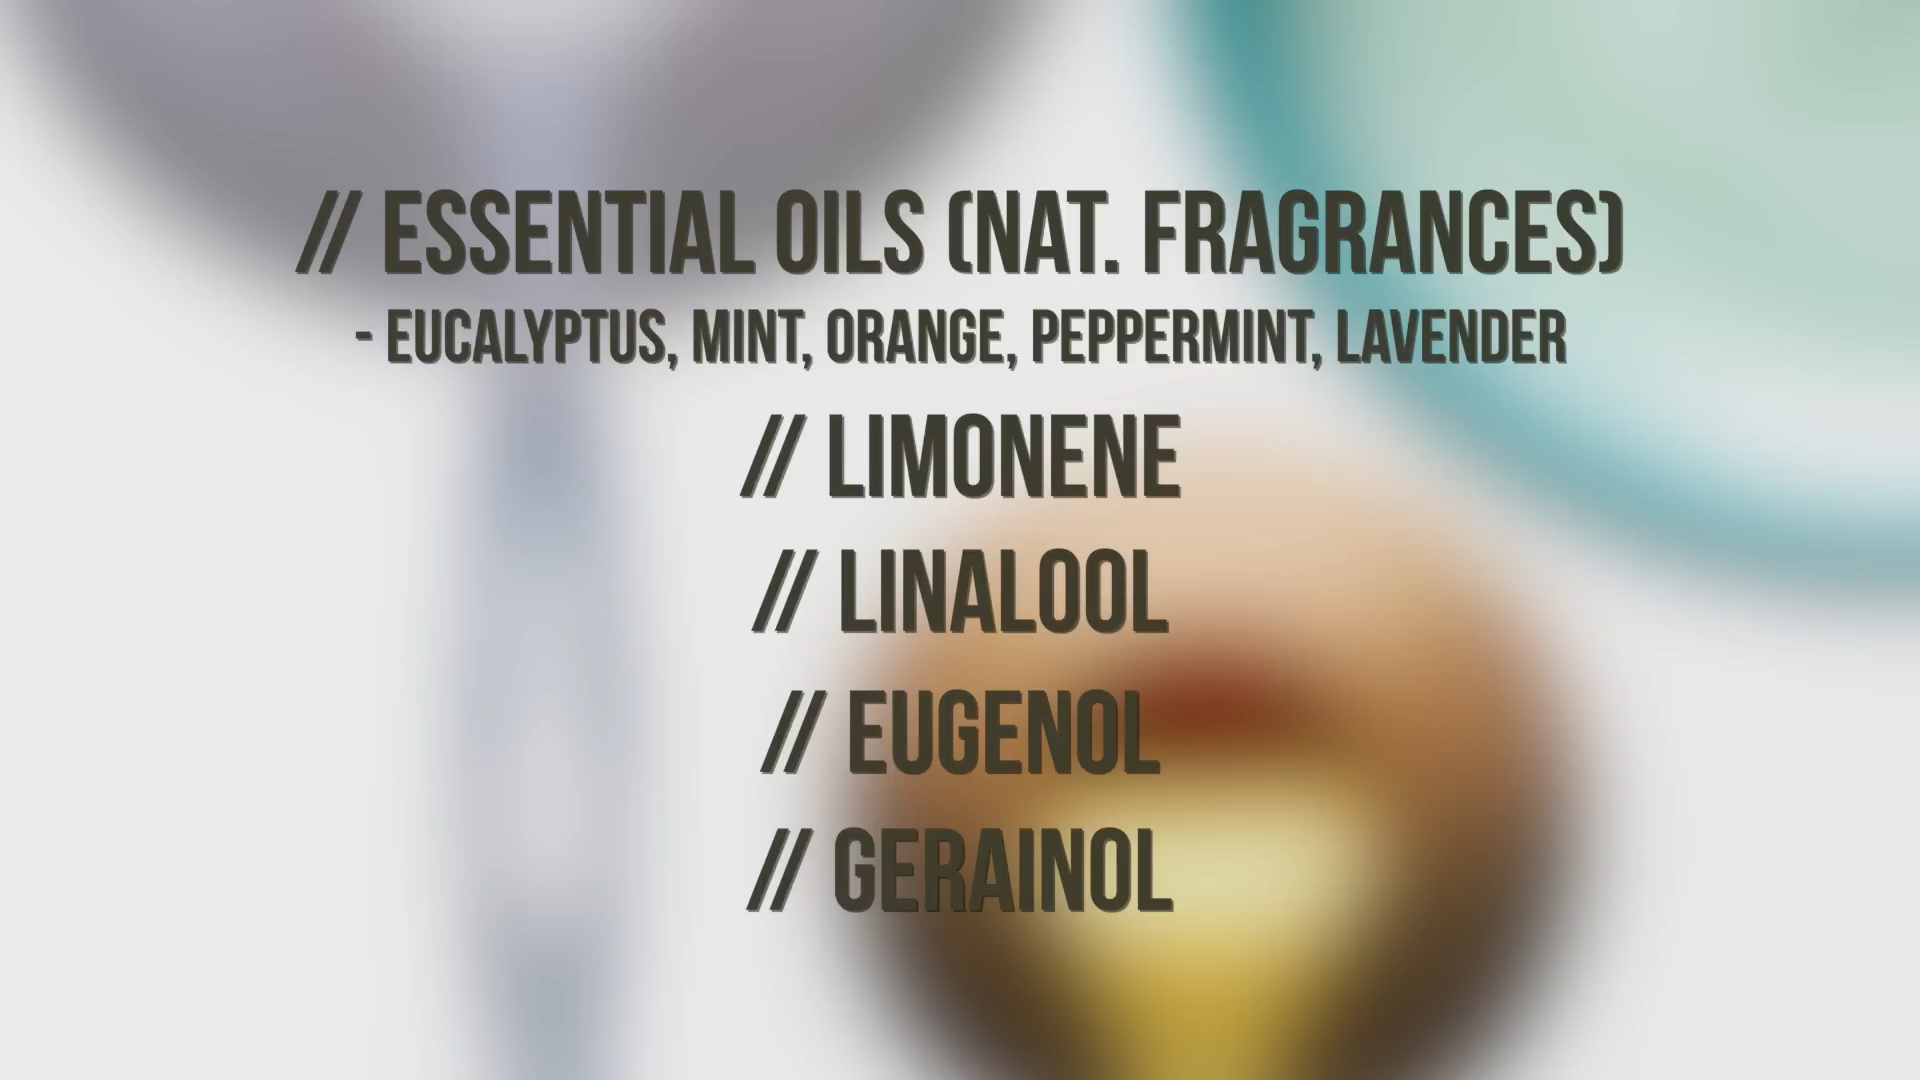 // ESSENTIAL OILS (NAT. FRAGRANCES)
- EUCALYPTUS, MINT, ORANGE, PEPPERMINT, LAVENDER
// LIMONENE
// LINALOOL
// EUGENOL
// GERAINOL